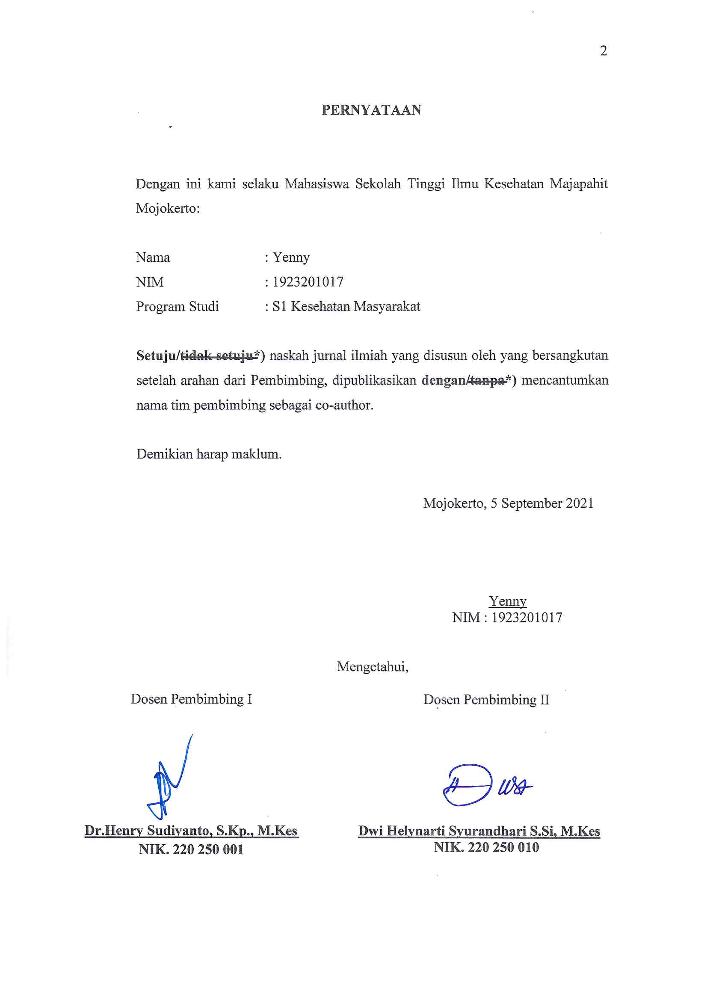 2
PERNYATAAN
Dengan ini kami selaku Mahasiswa Sekolah Tinggi Ilmu Kesehatan Majapahit
Mojokerto:
Nama : Yenny
NIM : 1923201017
Program Studi : S1 Kesehatan Masyarakat
Setuju/tidak setuju*) naskah jurnal ilmiah yang disusun oleh yang bersangkutan
setelah arahan dari Pembimbing, dipublikasikan dengan/tanpa*) mencantumkan
nama tim pembimbing sebagai co-author.
Demikian harap maklum.
Mojokerto, 5 September 2021
Yenny
NIM : 1923201017
Mengetahui,
Dosen Pembimbing I Dosen Pembimbing II
Dr.Henry Sudiyanto, S.Kp., M.Kes Dwi Helynarti Syurandhari S.Si, M.Kes
NIK. 220 250 001 NIK. 220 250 010